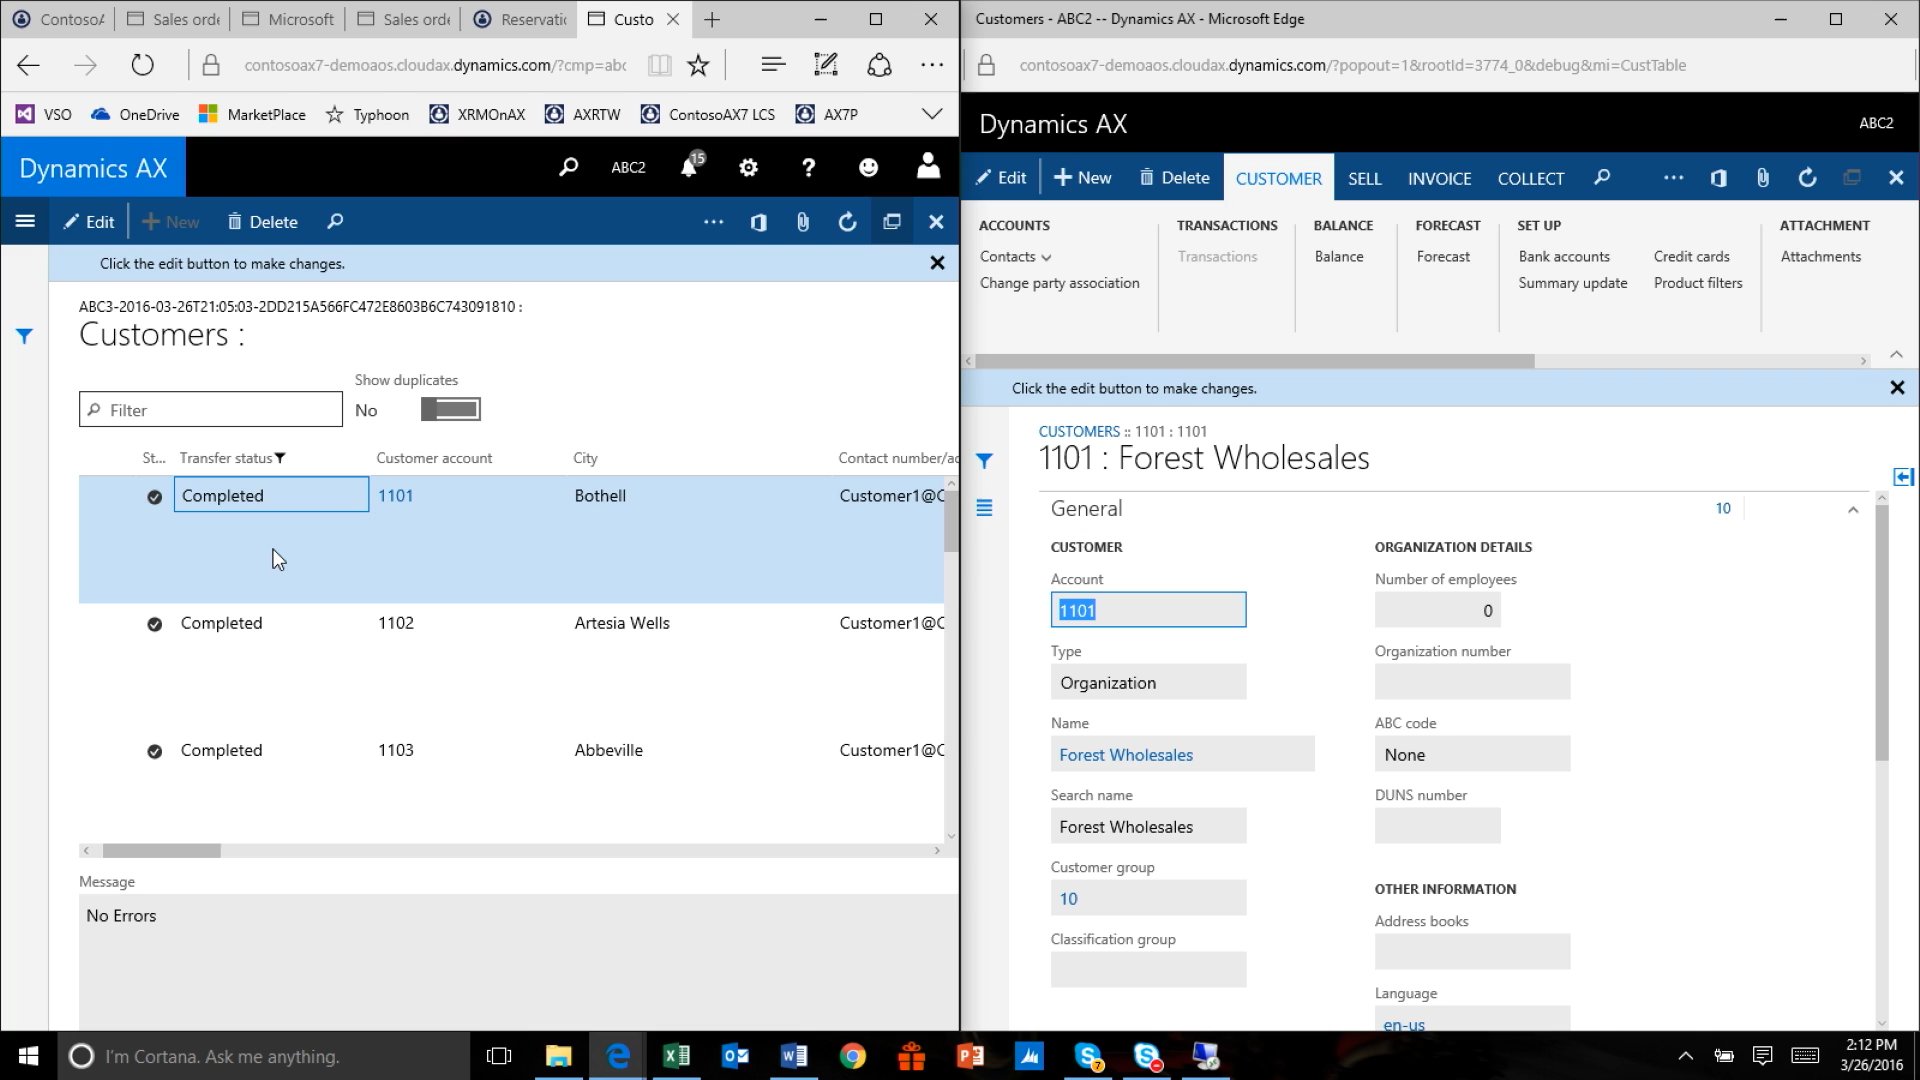 ContosoA
Sales orde
Microsoft
Sales orde
Reservatio
Custo
contosoax7-demoaos.cloudax.dynamics.com/?cmp=abc
VSO
OneDrive
MarketPlace
Typhoon
XRMOnAX
AXRTW
ContosoAX7 LCS
AX7P
Dynamics AX
ABC2
15
Edit
New
Delete
Click the edit button to make changes.
ABC3-2016-03-26T21:05:03-2DD215A566FC472E8603B6C743091810 :
Customers :
Filter
Show duplicates
No
St...
Transfer status
Customer account
City
Contact number/ac
Completed
1101
Bothell
Customer1@C
Completed
1102
Artesia Wells
Customer1@C
Completed
1103
Abbeville
Customer1@C
Message
No Errors
Customers - ABC2 -- Dynamics AX - Microsoft Edge
contosoax7-demoaos.cloudax.dynamics.com/?popout=1&rootId=3774_0&debug&mi=CustTable
Dynamics AX
ABC2
Edit
New
Delete
CUSTOMER
SELL
INVOICE
COLLECT
ACCOUNTS
Contacts
Change party association
TRANSACTIONS
Transactions
BALANCE
Balance
FORECAST
Forecast
SET UP
Bank accounts
Summary update
Credit cards
Product filters
ATTACHMENT
Attachments
Click the edit button to make changes.
CUSTOMERS :: 1101 : 1101
1101 : Forest Wholesales
General
10
CUSTOMER
Account
1101
Type
Organization
Name
Forest Wholesales
Search name
Forest Wholesales
Customer group
10
Classification group
ORGANIZATION DETAILS
Number of employees
0
Organization number
ABC code
None
DUNS number
OTHER INFORMATION
Address books
Language
en-us
I'm Cortana. Ask me anything.
7
2:12 PM
3/26/2016